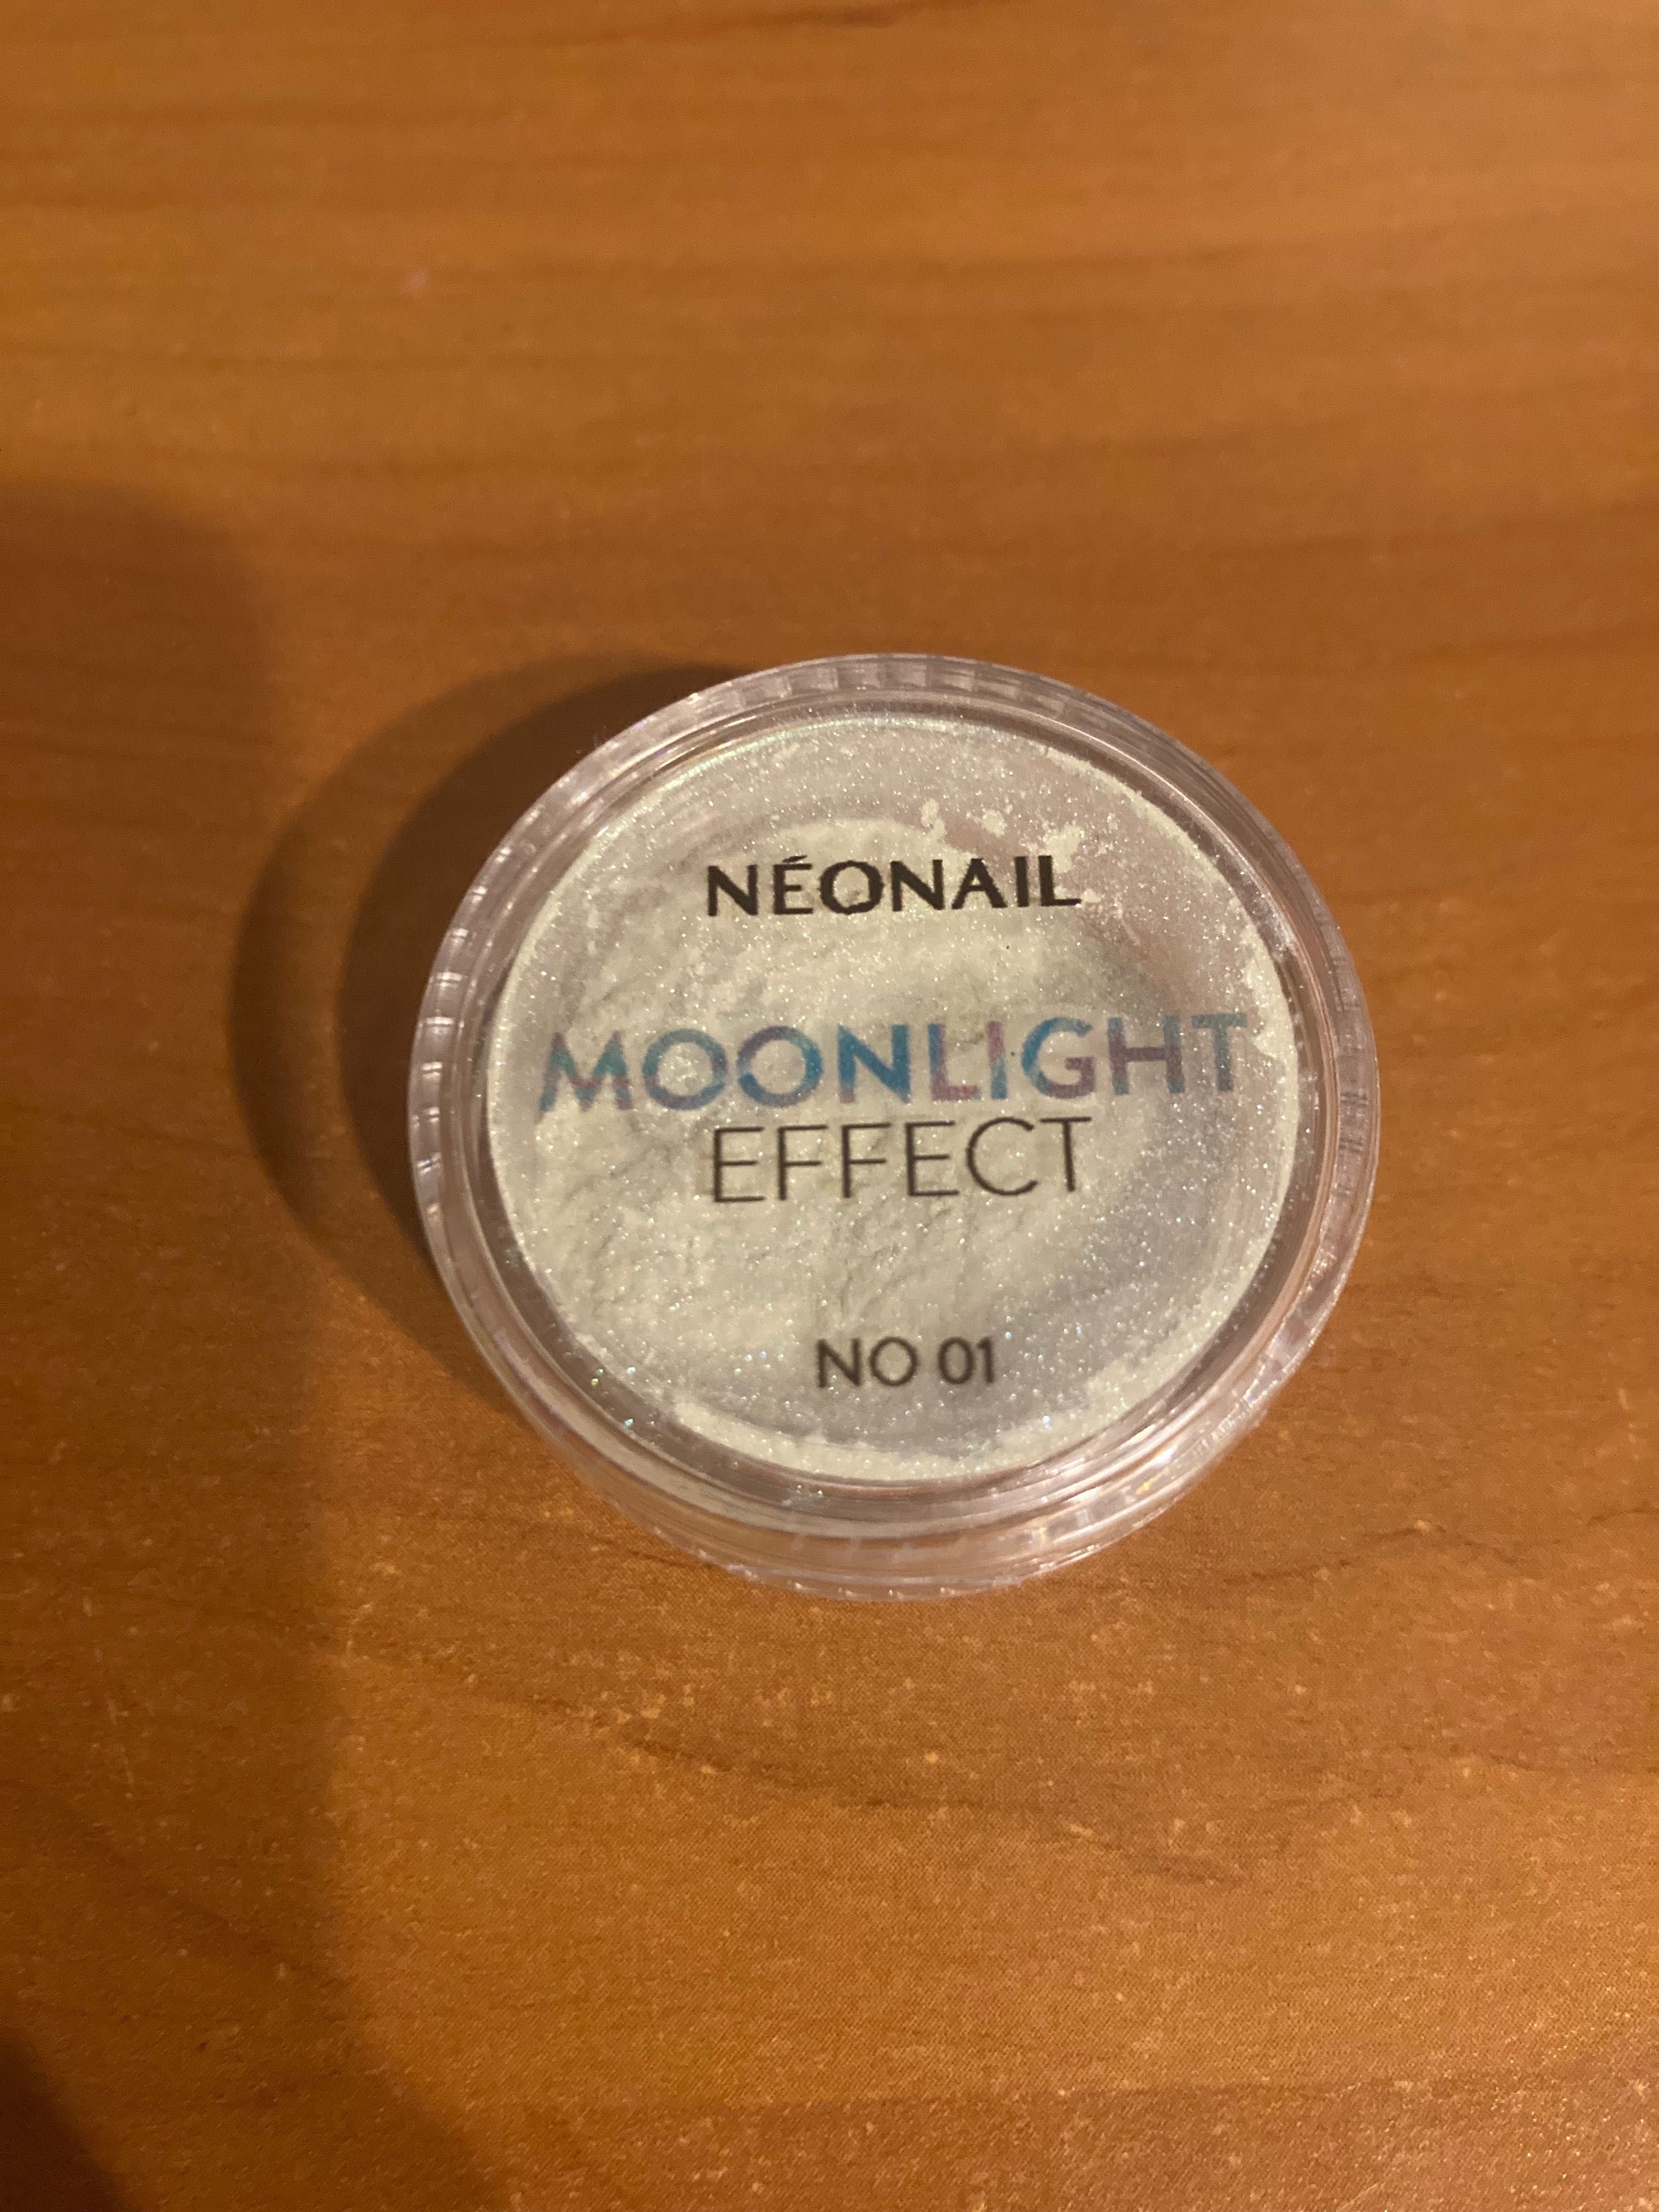 NÉONAIL
MOONLIGHT
EFFECT
NO 01